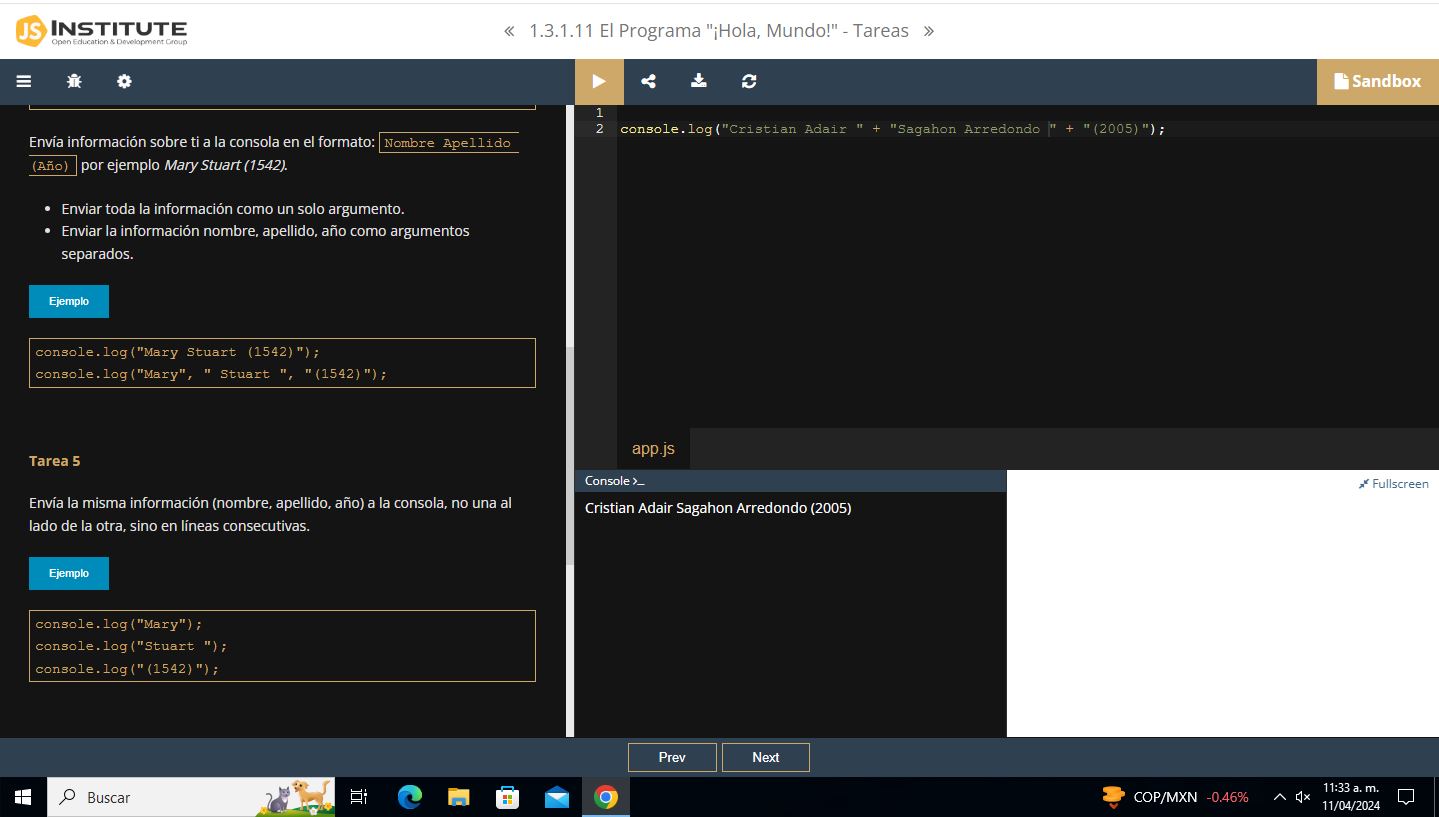 JS INSTITUTE
Open Education & Development Group
« 1.3.1.11 El Programa "¡Hola, Mundo!" - Tareas »
Sandbox
Envía información sobre ti a la consola en el formato: Nombre Apellido
(Año) por ejemplo Mary Stuart (1542).
• Enviar toda la información como un solo argumento.
• Enviar la información nombre, apellido, año como argumentos
separados.
Ejemplo
console.log("Mary Stuart (1542)");
console.log("Mary", " Stuart ", "(1542)");
Tarea 5
Envía la misma información (nombre, apellido, año) a la consola, no una al
lado de la otra, sino en líneas consecutivas.
Ejemplo
console.log("Mary");
console.log("Stuart ");
console.log("(1542)");
1
2 console.log("Cristian Adair " + "Sagahon Arredondo " + "(2005)");
app.js
Console >_
Cristian Adair Sagahon Arredondo (2005)
Fullscreen
Prev
Next
Buscar
COP/MXN -0.46%
11:33 a. m.
11/04/2024